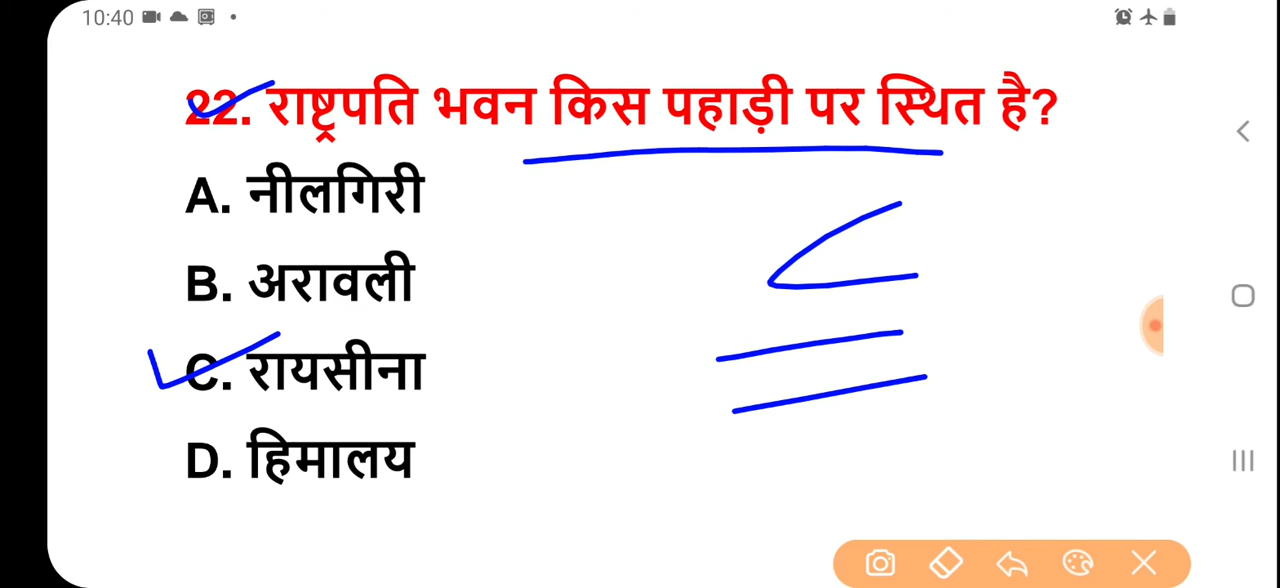 10:40
22. राष्ट्रपति भवन किस पहाड़ी पर स्थित है?
A. नीलगिरी
B. अरावली
C. रायसीना
D. हिमालय